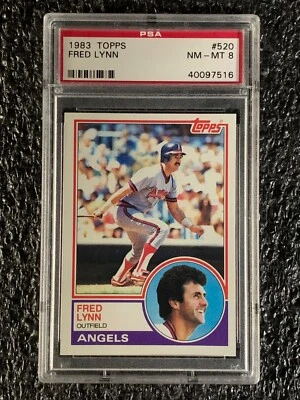 PSA
1983 TOPPS #520
FRED LYNN NM-MT 8
40097516
Topps
FRED
LYNN
OUTFIELD
ANGELS